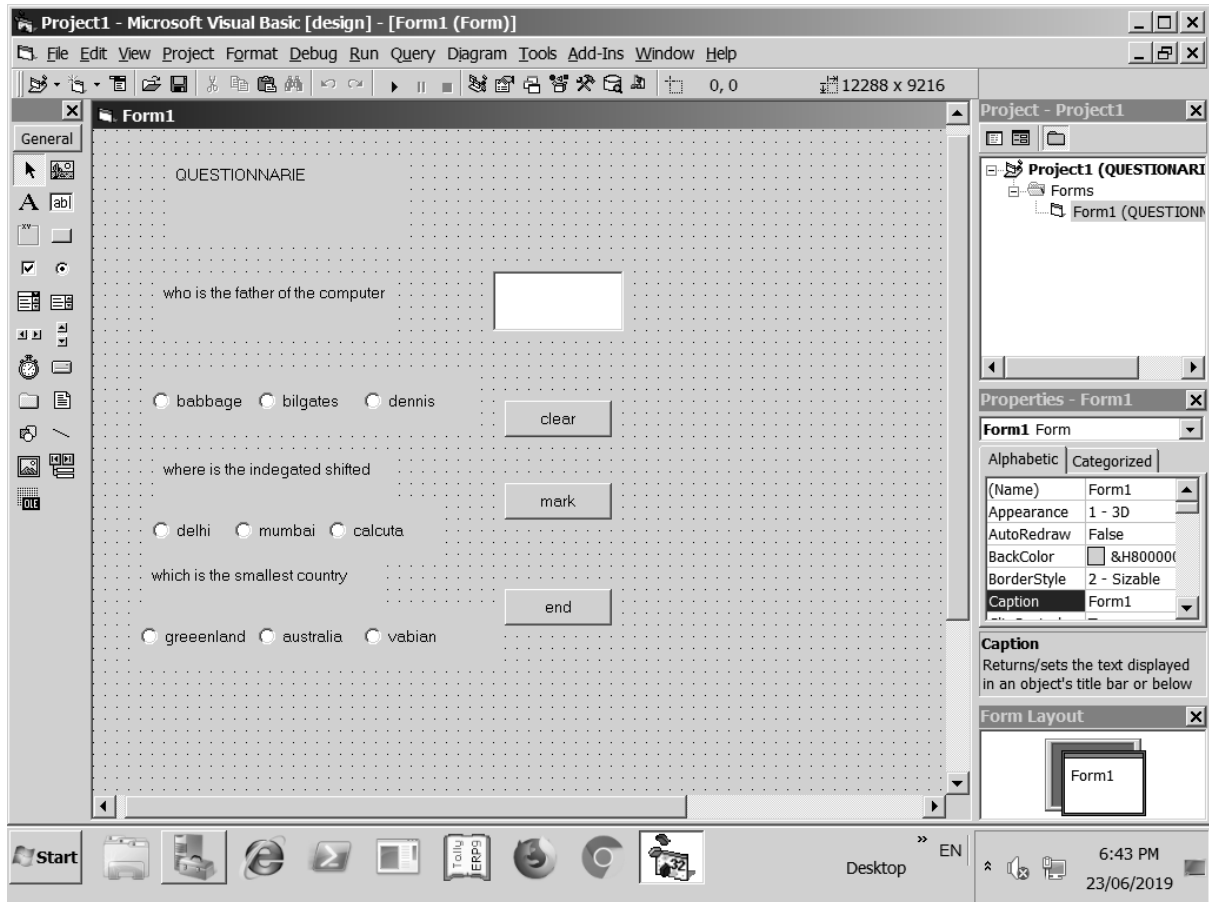 Project1 - Microsoft Visual Basic [design] - [Form1 (Form)]
File Edit View Project Format Debug Run Query Diagram Tools Add-Ins Window Help
0, 0 12288 x 9216
General
Form1
QUESTIONNARIE
who is the father of the computer
babbage bilgates dennis
clear
where is the indegated shifted
mark
delhi mumbai calcuta
which is the smallest country
end
greeenland australia vabian
Project - Project1
Project1 (QUESTIONARI
Forms
Form1 (QUESTIONN
Properties - Form1
Form1 Form
Alphabetic Categorized
(Name) Form1
Appearance 1 - 3D
AutoRedraw False
BackColor &H800000
BorderStyle 2 - Sizable
Caption Form1
Caption
Returns/sets the text displayed
in an object's title bar or below
Form Layout
Form1
Start
Tally
ERP9
32
Desktop
EN
6:43 PM
23/06/2019